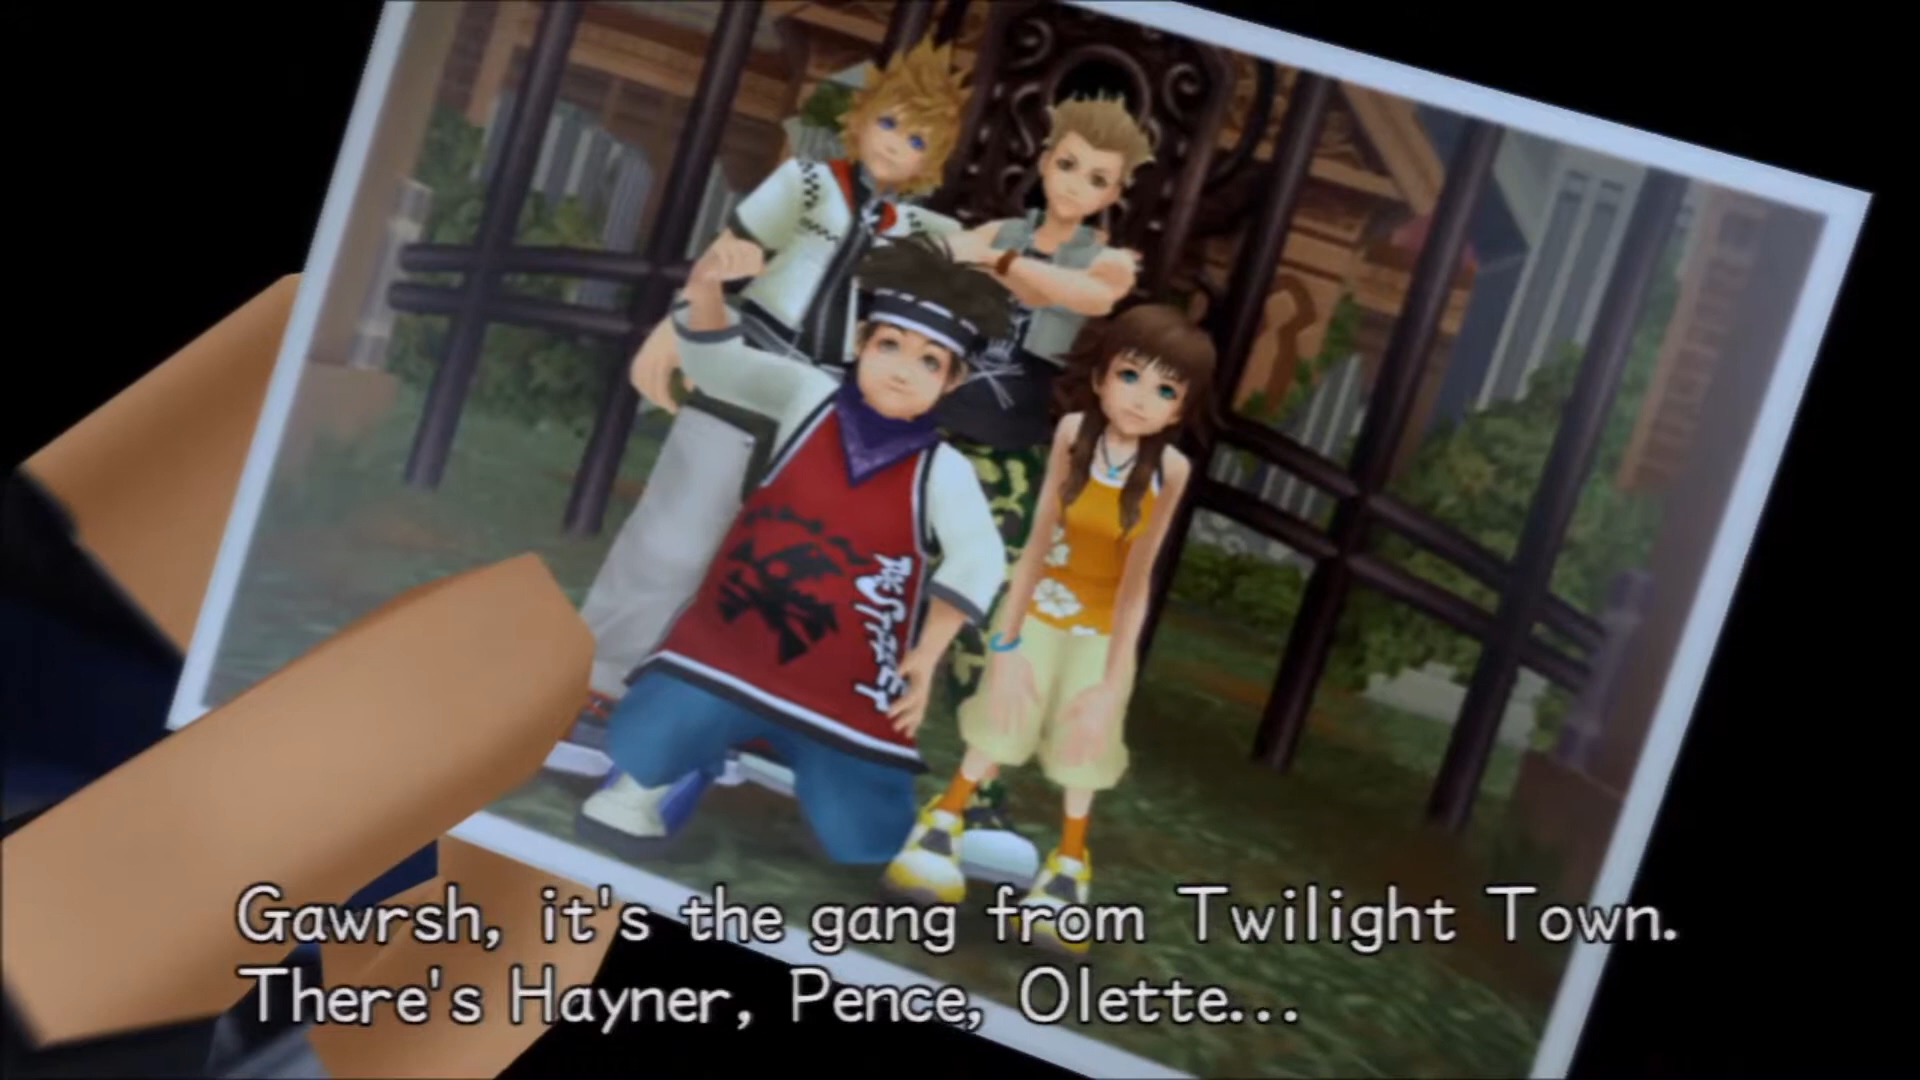 Gawrsh, it's the gang from Twilight Town.
There's Hayner, Pence, Olette...